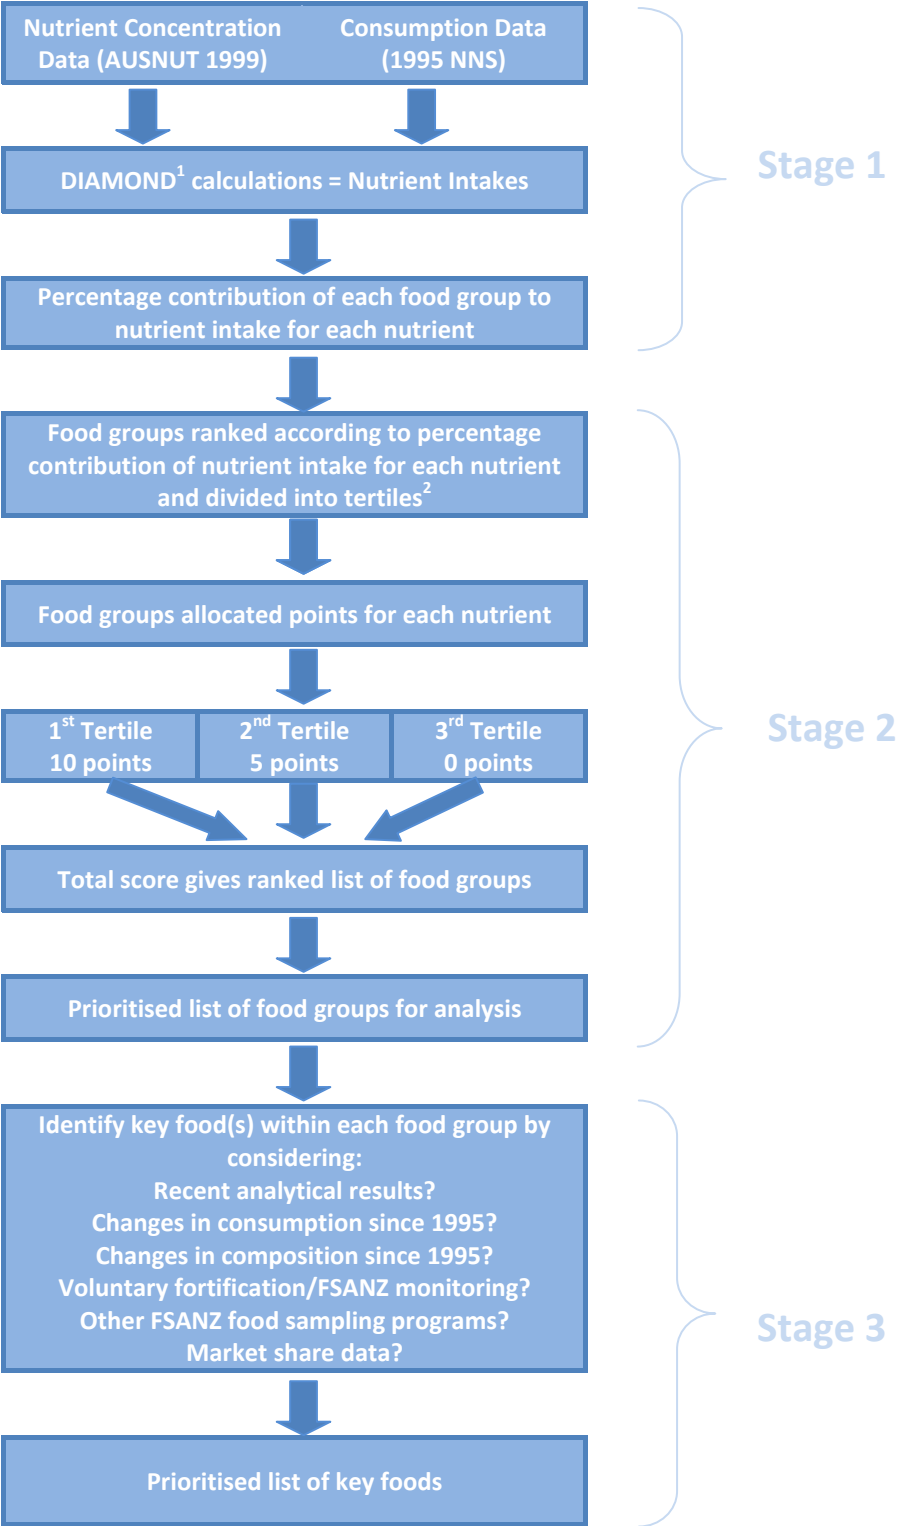 Nutrient Concentration
Data (AUSNUT 1999)
Consumption Data
(1995 NNS)
DIAMOND¹ calculations = Nutrient Intakes
Percentage contribution of each food group to
nutrient intake for each nutrient
Stage 1
Food groups ranked according to percentage
contribution of nutrient intake for each nutrient
and divided into tertiles²
Food groups allocated points for each nutrient
1st Tertile
10 points
2nd Tertile
5 points
3rd Tertile
0 points
Total score gives ranked list of food groups
Prioritised list of food groups for analysis
Stage 2
Identify key food(s) within each food group by
considering:
Recent analytical results?
Changes in consumption since 1995?
Changes in composition since 1995?
Voluntary fortification/FSANZ monitoring?
Other FSANZ food sampling programs?
Market share data?
Prioritised list of key foods
Stage 3